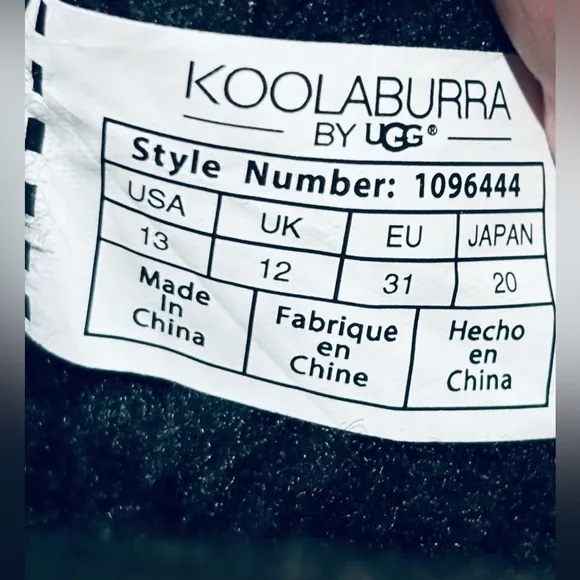 KOOLABURRA
BY UGG®
Style Number: 1096444
USA UK EU JAPAN
13 12 31 20
Made in China
Fabrique en Chine
Hecho en China